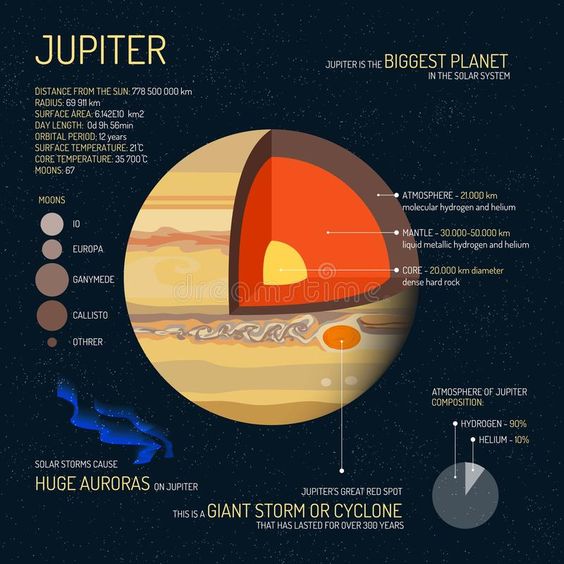 JUPITER
JUPITER IS THE BIGGEST PLANET
IN THE SOLAR SYSTEM
DISTANCE FROM THE SUN: 778 500 000 km
RADIUS: 69 911 km
SURFACE AREA: 6,142E10 km2
DAY LENGTH: 0d 9h 56min
ORBITAL PERIOD: 12 years
SURFACE TEMPERATURE: 21°C
CORE TEMPERATURE: 35 700°C
MOONS: 67
MOONS
IO
EUROPA
GANYMEDE
CALLISTO
OTHRER
ATMOSPHERE - 21.000 km
molecular hydrogen and helium
MANTLE - 30.000-50.000 km
liquid metallic hydrogen and helium
CORE - 20.000 km diameter
dense hard rock
dreamstime
ATMOSPHERE OF JUPITER
COMPOSITION:
HYDROGEN - 90%
HELIUM - 10%
SOLAR STORMS CAUSE
HUGE AURORAS ON JUPITER
JUPITER'S GREAT RED SPOT
THIS IS A GIANT STORM OR CYCLONE
THAT HAS LASTED FOR OVER 300 YEARS